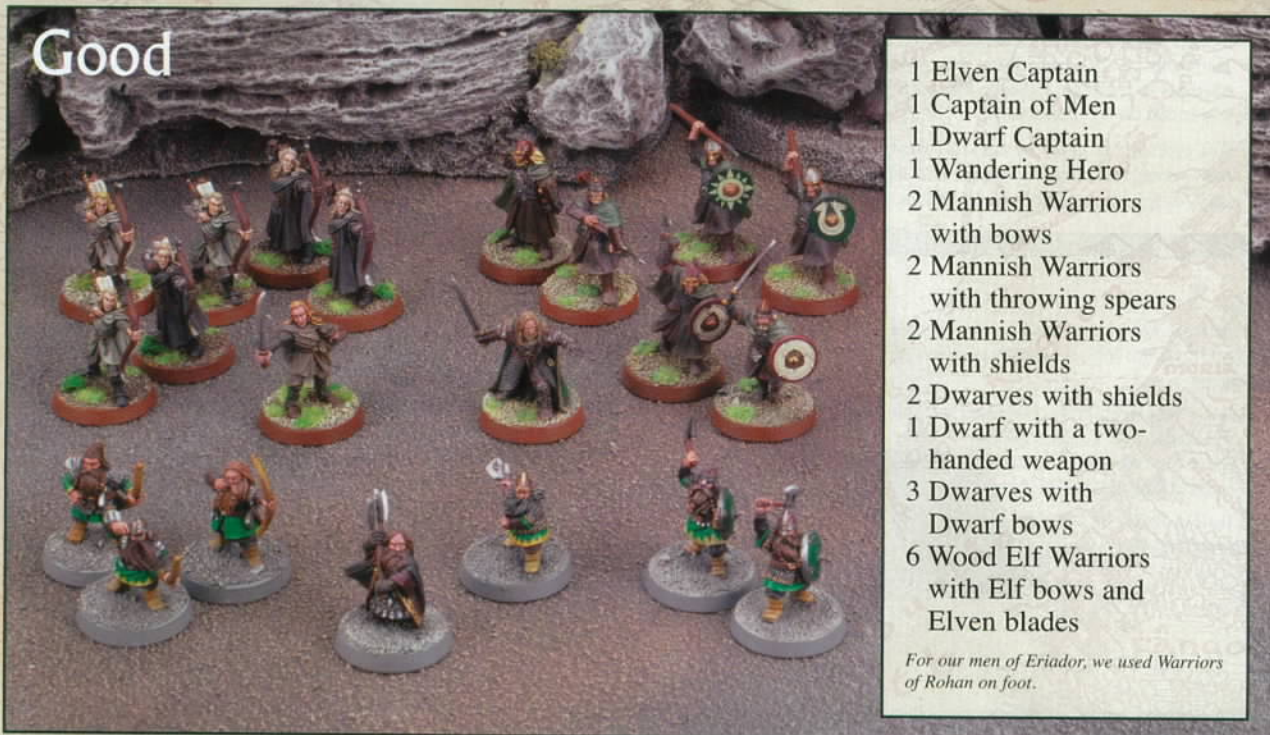 Good
1 Elven Captain
1 Captain of Men
1 Dwarf Captain
1 Wandering Hero
2 Mannish Warriors
with bows
2 Mannish Warriors
with throwing spears
2 Mannish Warriors
with shields
2 Dwarves with shields
1 Dwarf with a two-
handed weapon
3 Dwarves with
Dwarf bows
6 Wood Elf Warriors
with Elf bows and
Elven blades
For our men of Eriador, we used Warriors
of Rohan on foot.